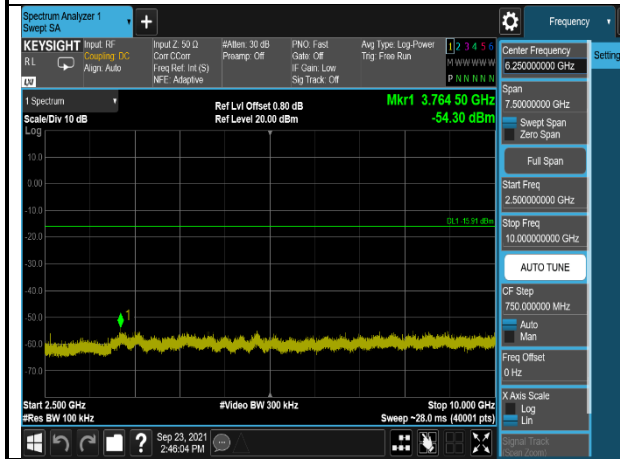 Spectrum Analyzer 1
Swept SA
Frequency
KEYSIGHT
RL
Input: RF
Coupling: DC
Align: Auto
Input Z: 50 Ω
Corr CCorr
Freq Ref: Int (S)
NFE: Adaptive
#Atten: 30 dB
Preamp: Off
PNO: Fast
Gate: Off
IF Gain: Low
Sig Track: Off
Avg Type: Log-Power
Trig: Free Run
1 2 3 4 5 6
M W W W W W
P N N N N N
LXI
1 Spectrum
Scale/Div 10 dB
Log
Ref Lvl Offset 0.80 dB
Ref Level 20.00 dBm
Mkr1 3.764 50 GHz
-54.30 dBm
10.0
0.00
-10.0
-20.0
-30.0
-40.0
-50.0
-60.0
-70.0
DL1 -15.91 dBm
1
Start 2.500 GHz
#Res BW 100 kHz
#Video BW 300 kHz
Stop 10.000 GHz
Sweep ~28.0 ms (40001 pts)
Sep 23, 2021
2:46:04 PM
Center Frequency
6.250000000 GHz
Settings
Span
7.50000000 GHz
Swept Span
Zero Span
Full Span
Start Freq
2.500000000 GHz
Stop Freq
10.000000000 GHz
AUTO TUNE
CF Step
750.000000 MHz
Auto
Man
Freq Offset
0 Hz
X Axis Scale
Log
Lin
Signal Track
(Span Zoom)